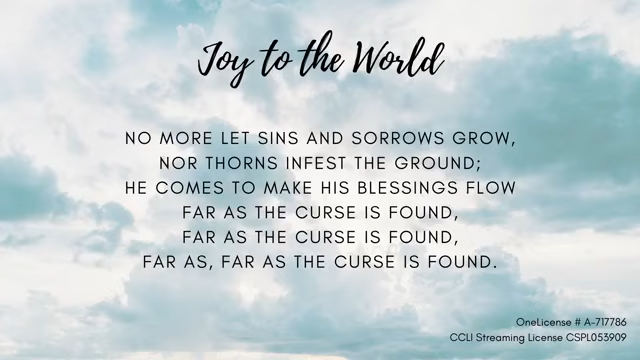 Joy to the World
NO MORE LET SINS AND SORROWS GROW,
NOR THORNS INFEST THE GROUND;
HE COMES TO MAKE HIS BLESSINGS FLOW
FAR AS THE CURSE IS FOUND,
FAR AS THE CURSE IS FOUND,
FAR AS, FAR AS THE CURSE IS FOUND.
OneLicense # A-717786
CCLI Streaming License CSPL053909